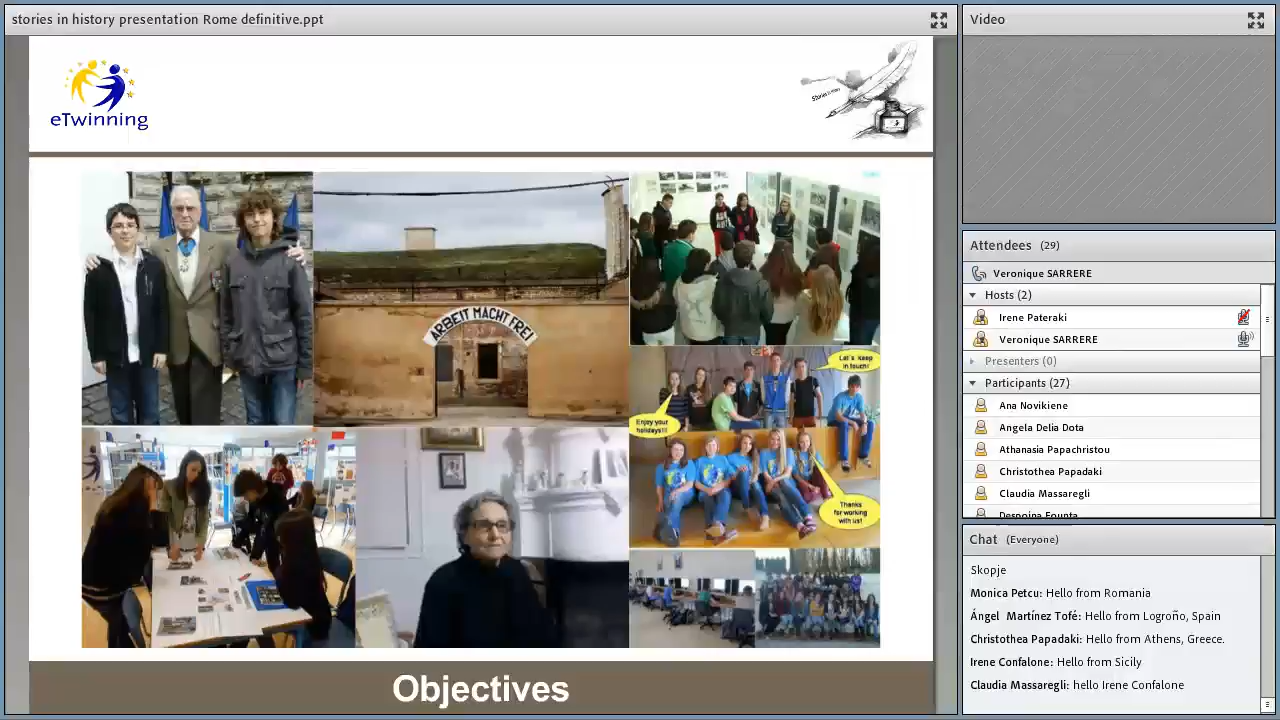 stories in history presentation Rome definitive.ppt
eTwinning
ARBEIT MACHT FREI
Let's keep
in touch!
Enjoy your
holidays!!!
Thanks
for working
with us!
Objectives
Video
Attendees (29)
Veronique SARRERE
Hosts (2)
Irene Pateraki
Veronique SARRERE
Presenters (0)
Participants (27)
Ana Novikiene
Angela Delia Dota
Athanasia Papachristou
Christothea Papadaki
Claudia Massaregli
Despoina Founta
Chat (Everyone)
Skopje
Monica Petcu: Hello from Romania
Ángel Martínez Tofé: Hello from Logroño, Spain
Christothea Papadaki: Hello from Athens, Greece.
Irene Confalone: Hello from Sicily
Claudia Massaregli: hello Irene Confalone